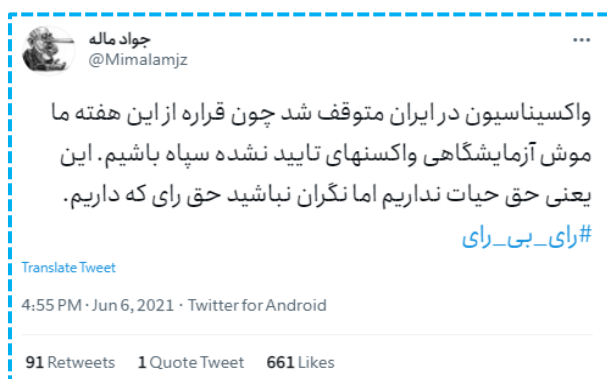 جواد ماله
@Mimalamjz
واکسیناسیون در ایران متوقف شد چون قراره از این هفته ما
موش آزمایشگاهی واکسنهای تایید نشده سپاه باشیم. این
یعنی حق حیات نداریم اما نگران نباشید حق رای که داریم.
#رای_بی_رای
Translate Tweet
4:55 PM · Jun 6, 2021 · Twitter for Android
91 Retweets 1 Quote Tweet 661 Likes